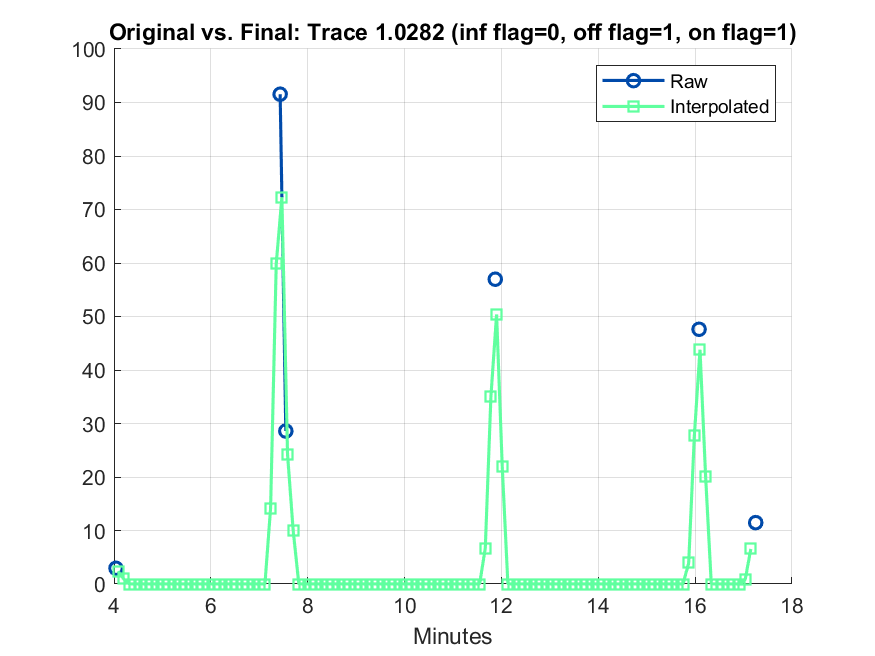 Original vs. Final: Trace 1.0282 (inf flag=0, off flag=1, on flag=1)
100
90
80
70
60
50
40
30
20
10
0
Raw
Interpolated
4 6 8 10 12 14 16 18
Minutes